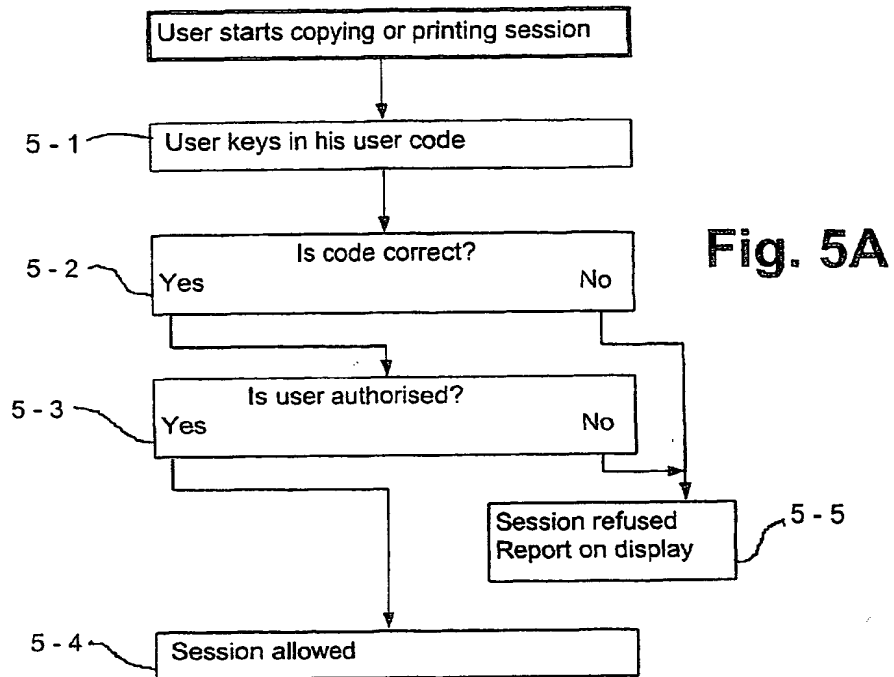 User starts copying or printing session
5 - 1
User keys in his user code
Is code correct?
5 - 2
Yes
No
Fig. 5A
Is user authorised?
5 - 3
Yes
No
Session refused
Report on display
5 - 5
5 - 4
Session allowed